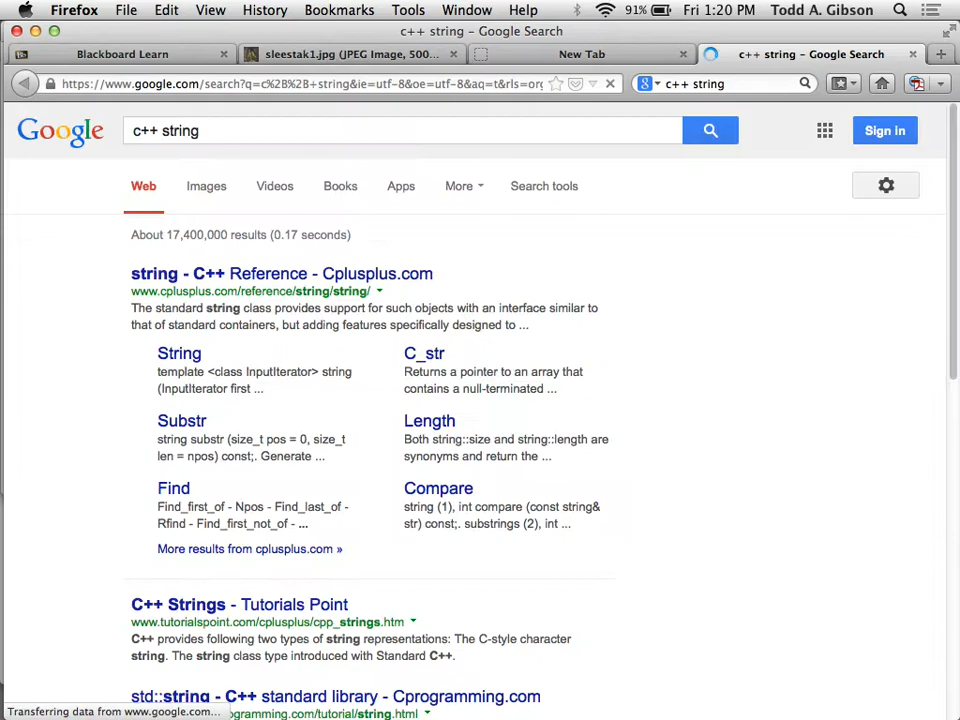 Firefox File Edit View History Bookmarks Tools Window Help 91% Fri 1:20 PM Todd A. Gibson
c++ string - Google Search
Blackboard Learn sleestak1.jpg (JPEG Image, 500... New Tab c++ string - Google Search
https://www.google.com/search?q=c%2B%2B+string&ie=utf-8&oe=utf-8&aq=t&rls=org c++ string
Google c++ string Sign in
Web Images Videos Books Apps More Search tools
About 17,400,000 results (0.17 seconds)
string - C++ Reference - Cplusplus.com
www.cplusplus.com/reference/string/string/
The standard string class provides support for such objects with an interface similar to
that of standard containers, but adding features specifically designed to ...
String
template <class InputIterator> string
(InputIterator first ...
C_str
Returns a pointer to an array that
contains a null-terminated ...
Substr
string substr (size_t pos = 0, size_t
len = npos) const;. Generate ...
Length
Both string::size and string::length are
synonyms and return the ...
Find
Find_first_of - Npos - Find_last_of -
Rfind - Find_first_not_of - ...
Compare
string (1), int compare (const string&
str) const;. substrings (2), int ...
More results from cplusplus.com »
C++ Strings - Tutorials Point
www.tutorialspoint.com/cplusplus/cpp_strings.htm
C++ provides following two types of string representations: The C-style character
string. The string class type introduced with Standard C++.
std::string - C++ standard library - Cprogramming.com
Transferring data from www.google.com... gramming.com/tutorial/string.html